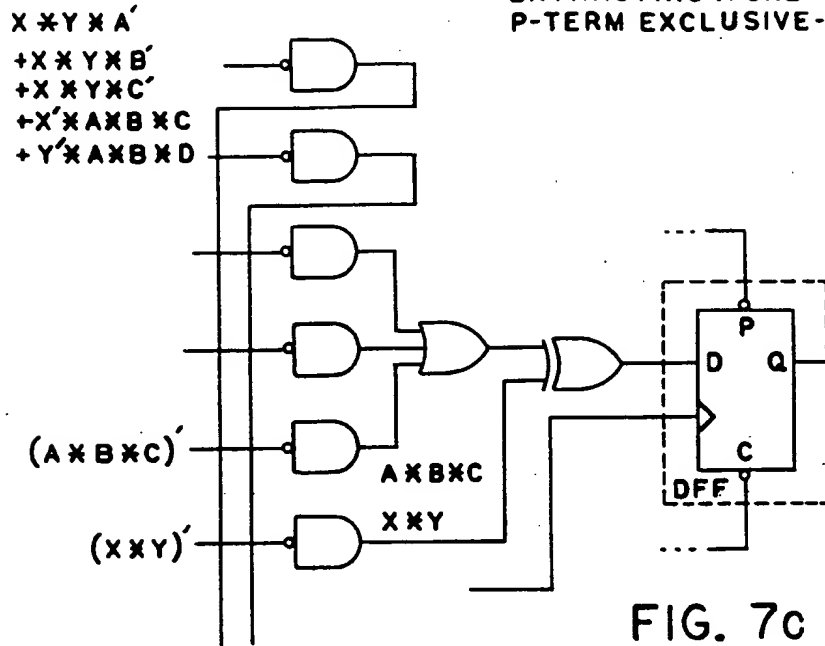 X*Y*A'
P-TERM EXCLUSIVE-
+X*Y*B'
+X*Y*C'
+X'*A*B*C
+Y'*A*B*D
P
D Q
(A*B*C)'
A*B*C
C
DFF
(X*Y)'
X*Y
FIG. 7c